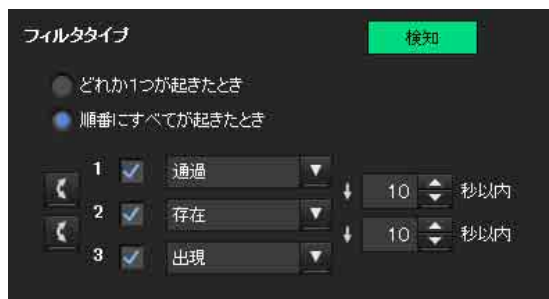 フィルタタイプ 検知
どれか1つが起きたとき
順番にすべてが起きたとき
1 通過
10 秒以内
2 存在
10 秒以内
3 出現